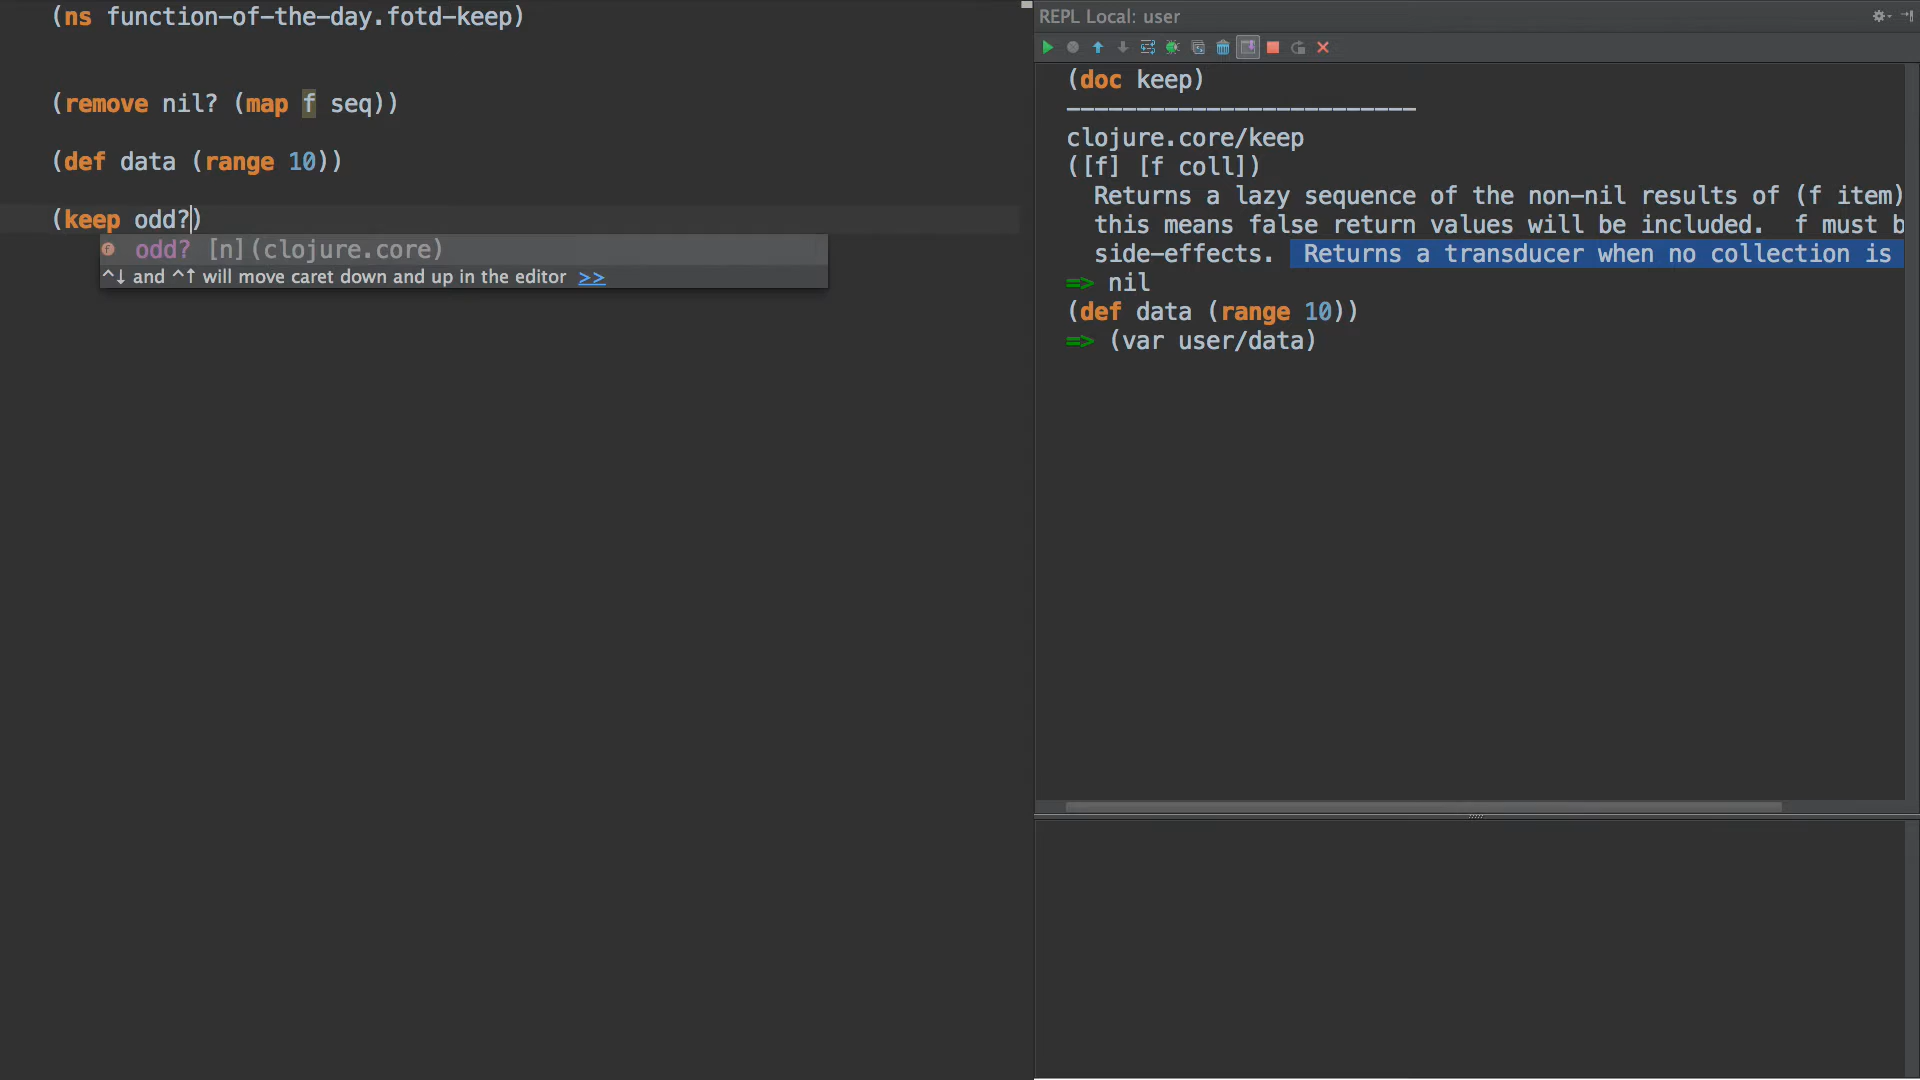 (ns function-of-the-day.fotd-keep)
(remove nil? (map f seq))
(def data (range 10))
(keep odd?)
odd? [n](clojure.core)
^↓ and ^↑ will move caret down and up in the editor >>
REPL Local: user
(doc keep)
-------------------------
clojure.core/keep
([f] [f coll])
Returns a lazy sequence of the non-nil results of (f item)
this means false return values will be included.  f must b
side-effects.  Returns a transducer when no collection is
=> nil
(def data (range 10))
=> (var user/data)